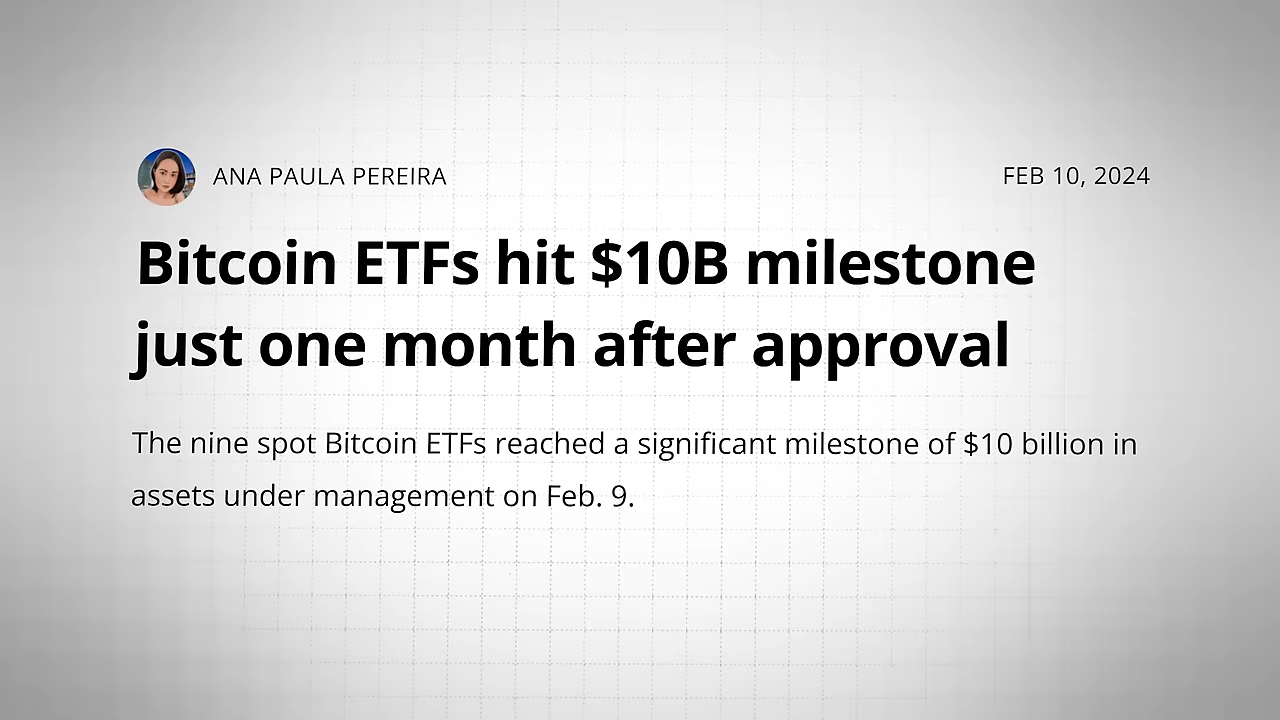 ANA PAULA PEREIRA
FEB 10, 2024
Bitcoin ETFs hit $10B milestone
just one month after approval
The nine spot Bitcoin ETFs reached a significant milestone of $10 billion in
assets under management on Feb. 9.